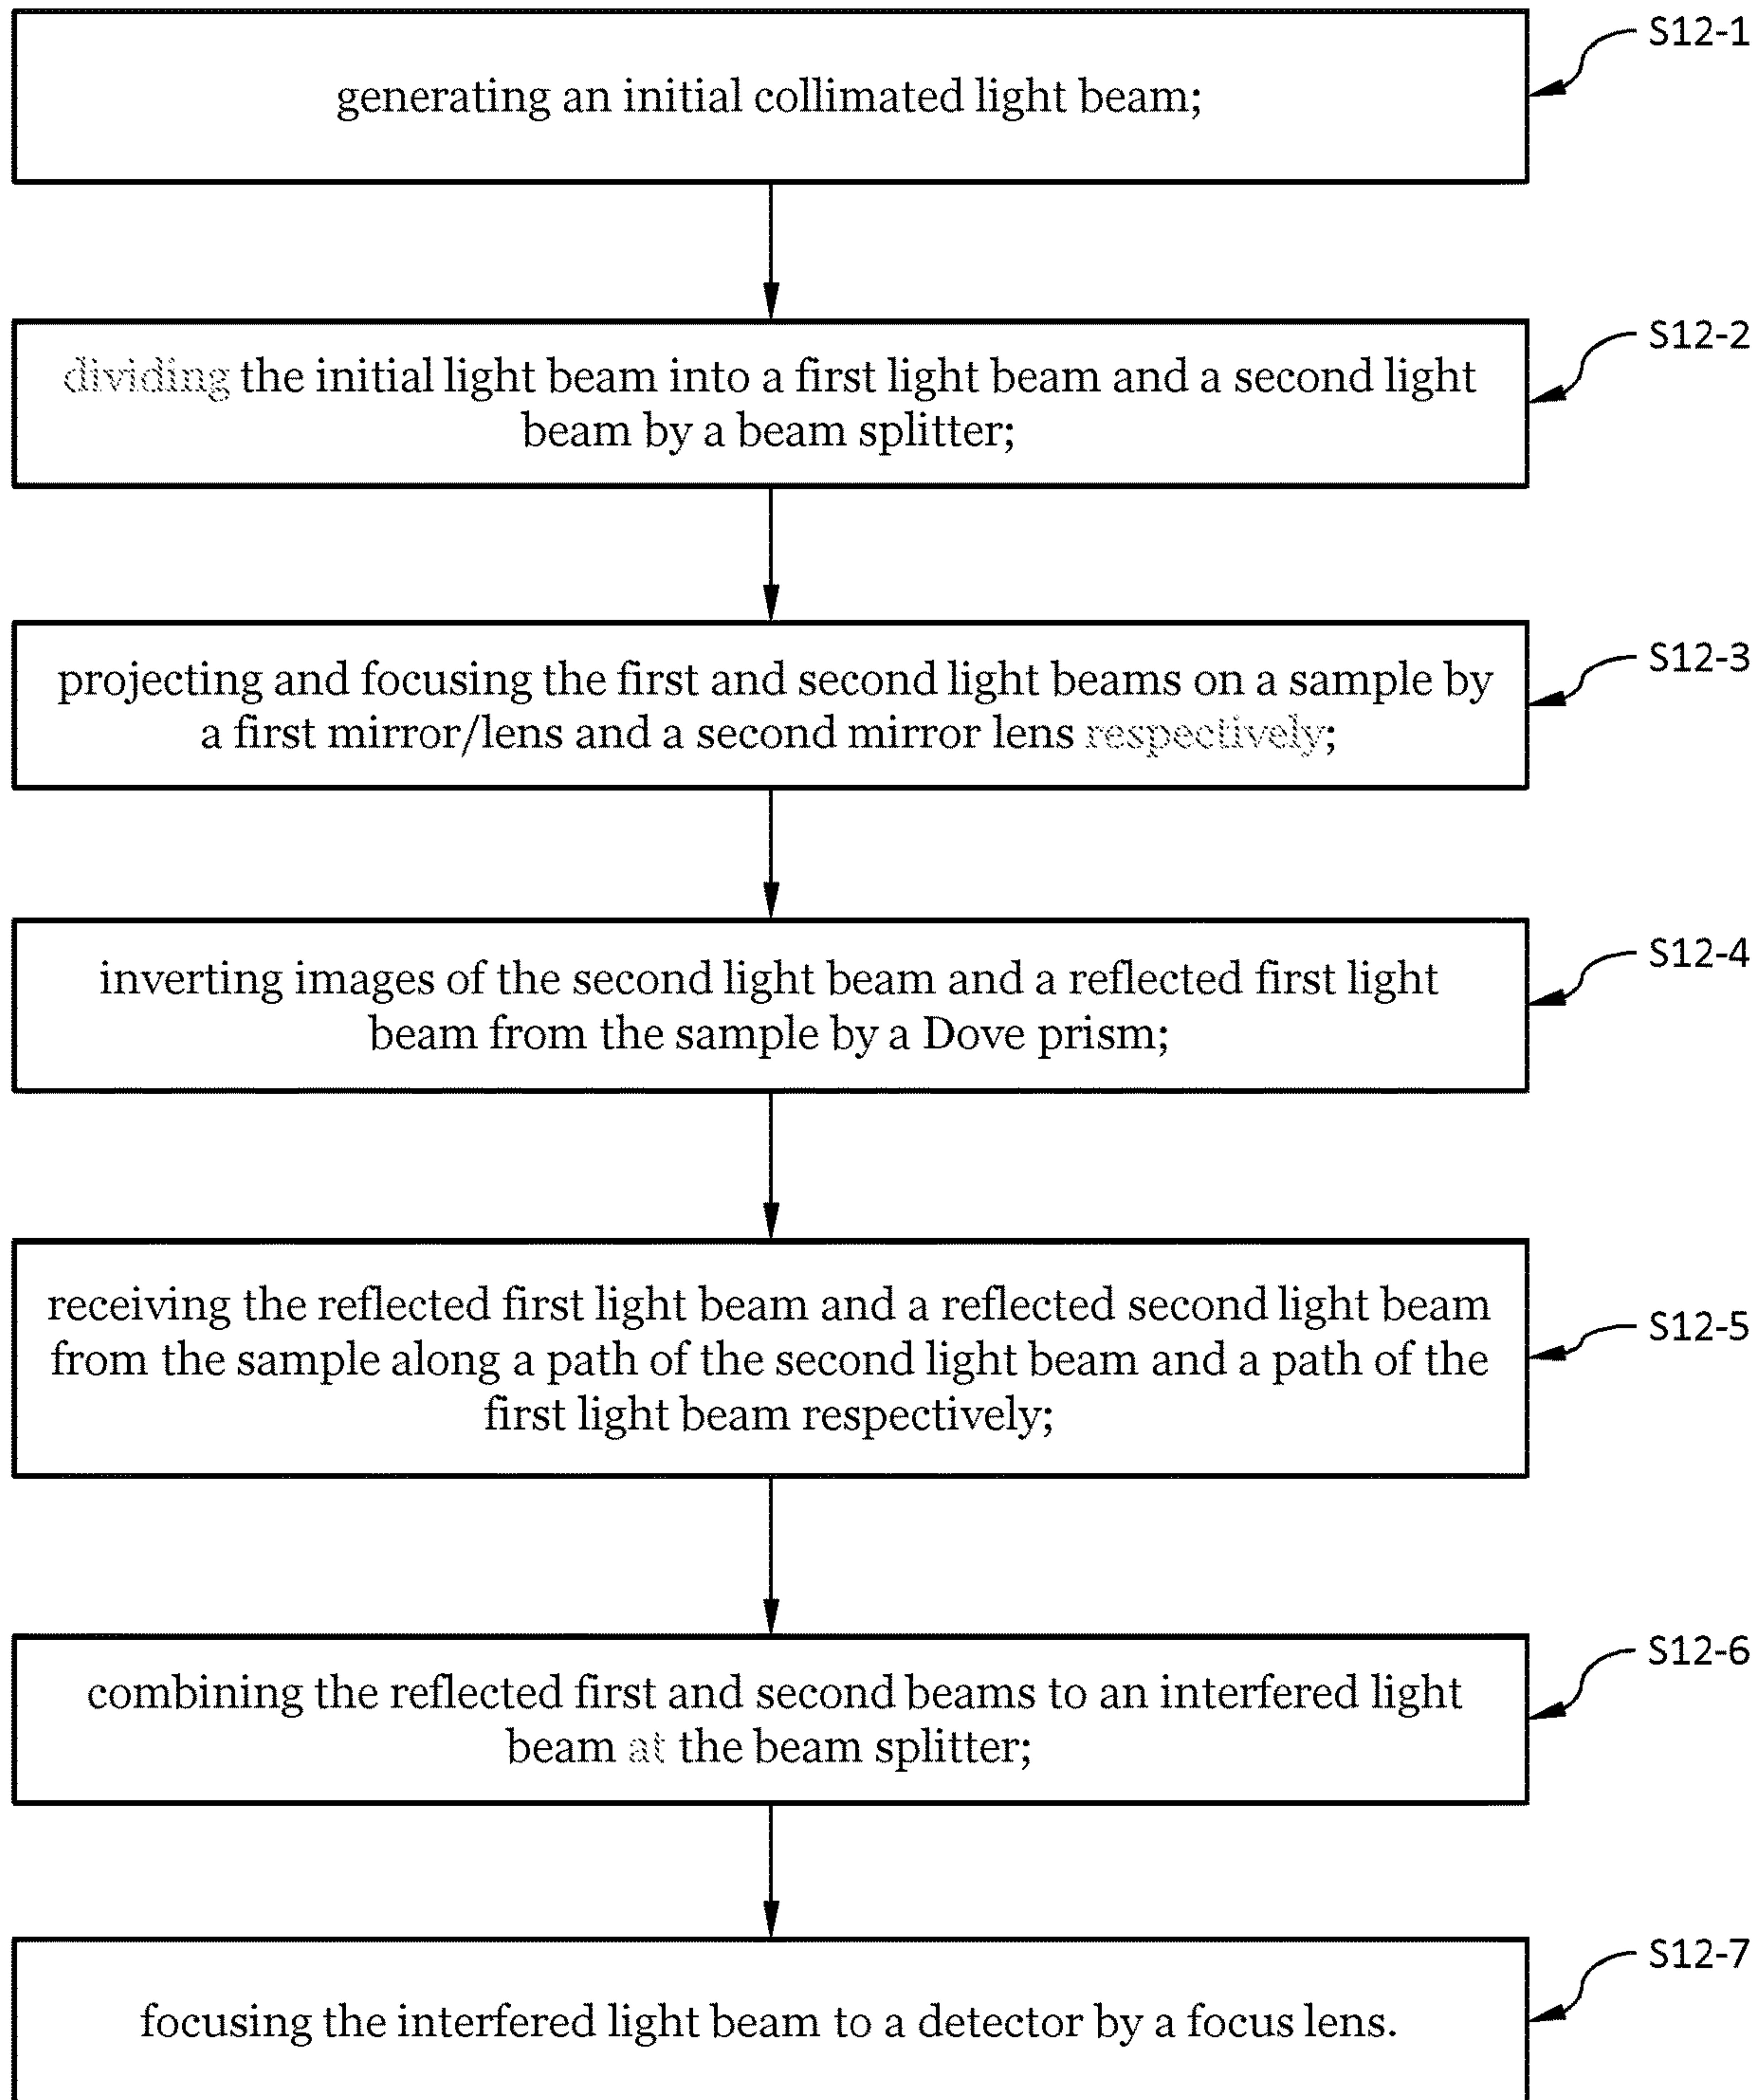 generating an initial collimated light beam;
S12-1
dividing the initial light beam into a first light beam and a second light
beam by a beam splitter;
S12-2
projecting and focusing the first and second light beams on a sample by
a first mirror/lens and a second mirror lens respectively;
S12-3
inverting images of the second light beam and a reflected first light
beam from the sample by a Dove prism;
S12-4
receiving the reflected first light beam and a reflected second light beam
from the sample along a path of the second light beam and a path of the
first light beam respectively;
S12-5
combining the reflected first and second beams to an interfered light
beam at the beam splitter;
S12-6
focusing the interfered light beam to a detector by a focus lens.
S12-7